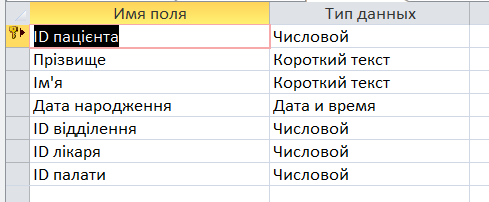 Имя поля Тип данных
ID пацієнта Числовой
Прізвище Короткий текст
Ім'я Короткий текст
Дата народження Дата и время
ID відділення Числовой
ID лікаря Числовой
ID палати Числовой